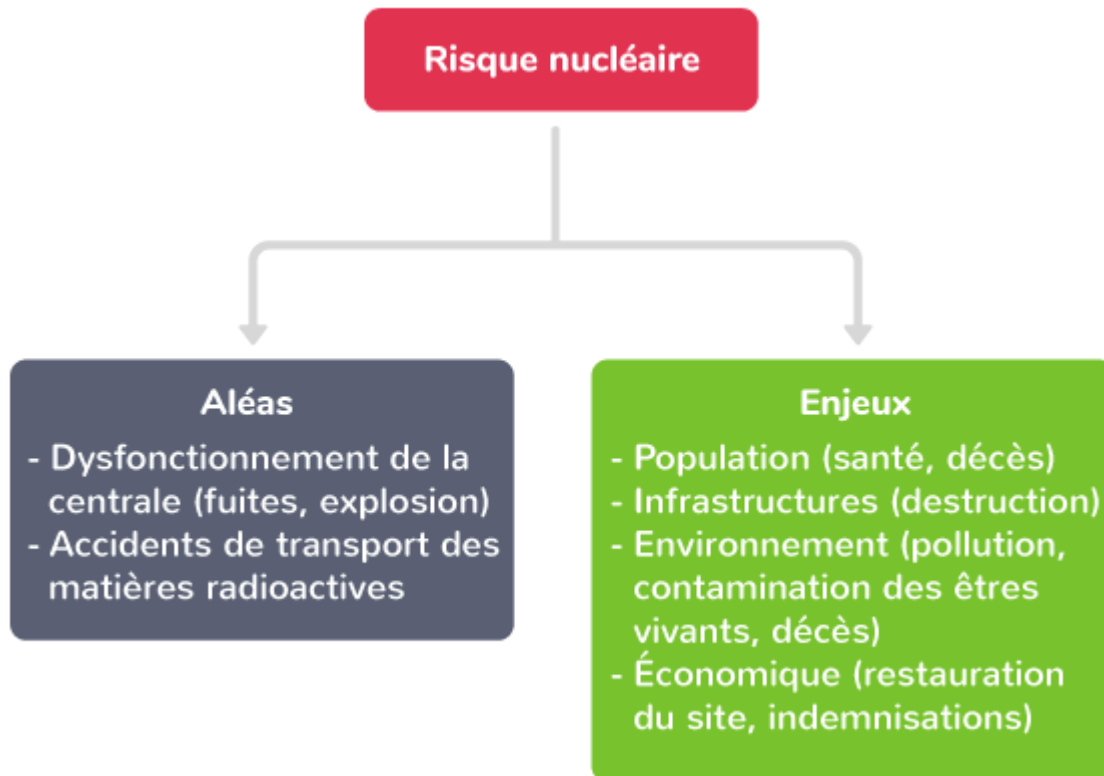 Risque nucléaire
Aléas
- Dysfonctionnement de la
centrale (fuites, explosion)
- Accidents de transport des
matières radioactives
Enjeux
- Population (santé, décès)
- Infrastructures (destruction)
- Environnement (pollution,
contamination des êtres
vivants, décès)
- Économique (restauration
du site, indemnisations)